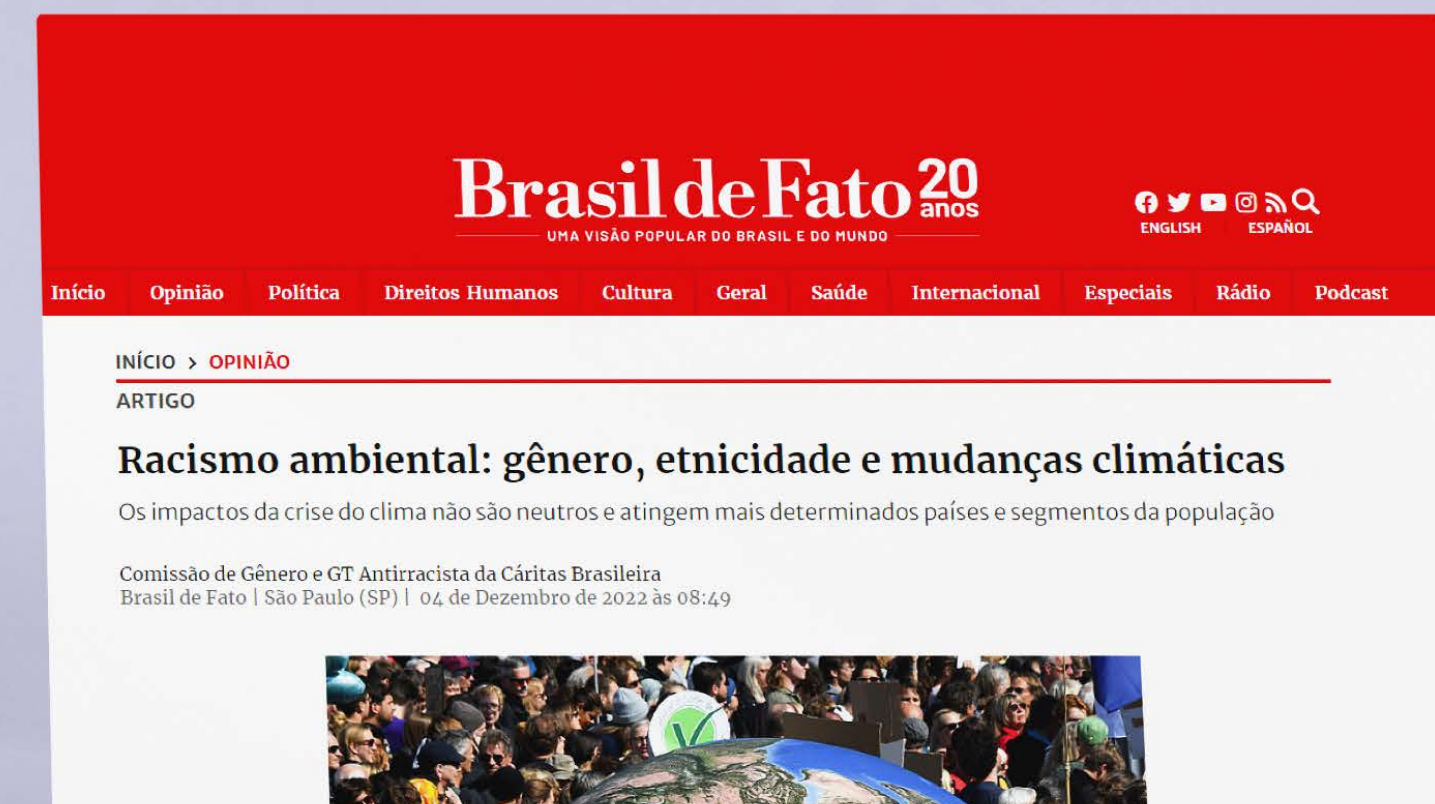 Brasil de Fato 20 anos
UMA VISÃO POPULAR DO BRASIL E DO MUNDO
ENGLISH ESPAÑOL
Início Opinião Política Direitos Humanos Cultura Geral Saúde Internacional Especiais Rádio Podcast
INÍCIO > OPINIÃO
ARTIGO
Racismo ambiental: gênero, etnicidade e mudanças climáticas
Os impactos da crise do clima não são neutros e atingem mais determinados países e segmentos da população
Comissão de Gênero e GT Antirracista da Cáritas Brasileira
Brasil de Fato | São Paulo (SP) | 04 de Dezembro de 2022 às 08:49